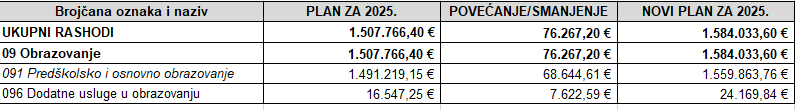 Brojčana oznaka i naziv PLAN ZA 2025. POVEĆANJE/SMANJENJE NOVI PLAN ZA 2025.
UKUPNI RASHODI 1.507.766,40 € 76.267,20 € 1.584.033,60 €
09 Obrazovanje 1.507.766,40 € 76.267,20 € 1.584.033,60 €
091 Predškolsko i osnovno obrazovanje 1.491.219,15 € 68.644,61 € 1.559.863,76 €
096 Dodatne usluge u obrazovanju 16.547,25 € 7.622,59 € 24.169,84 €